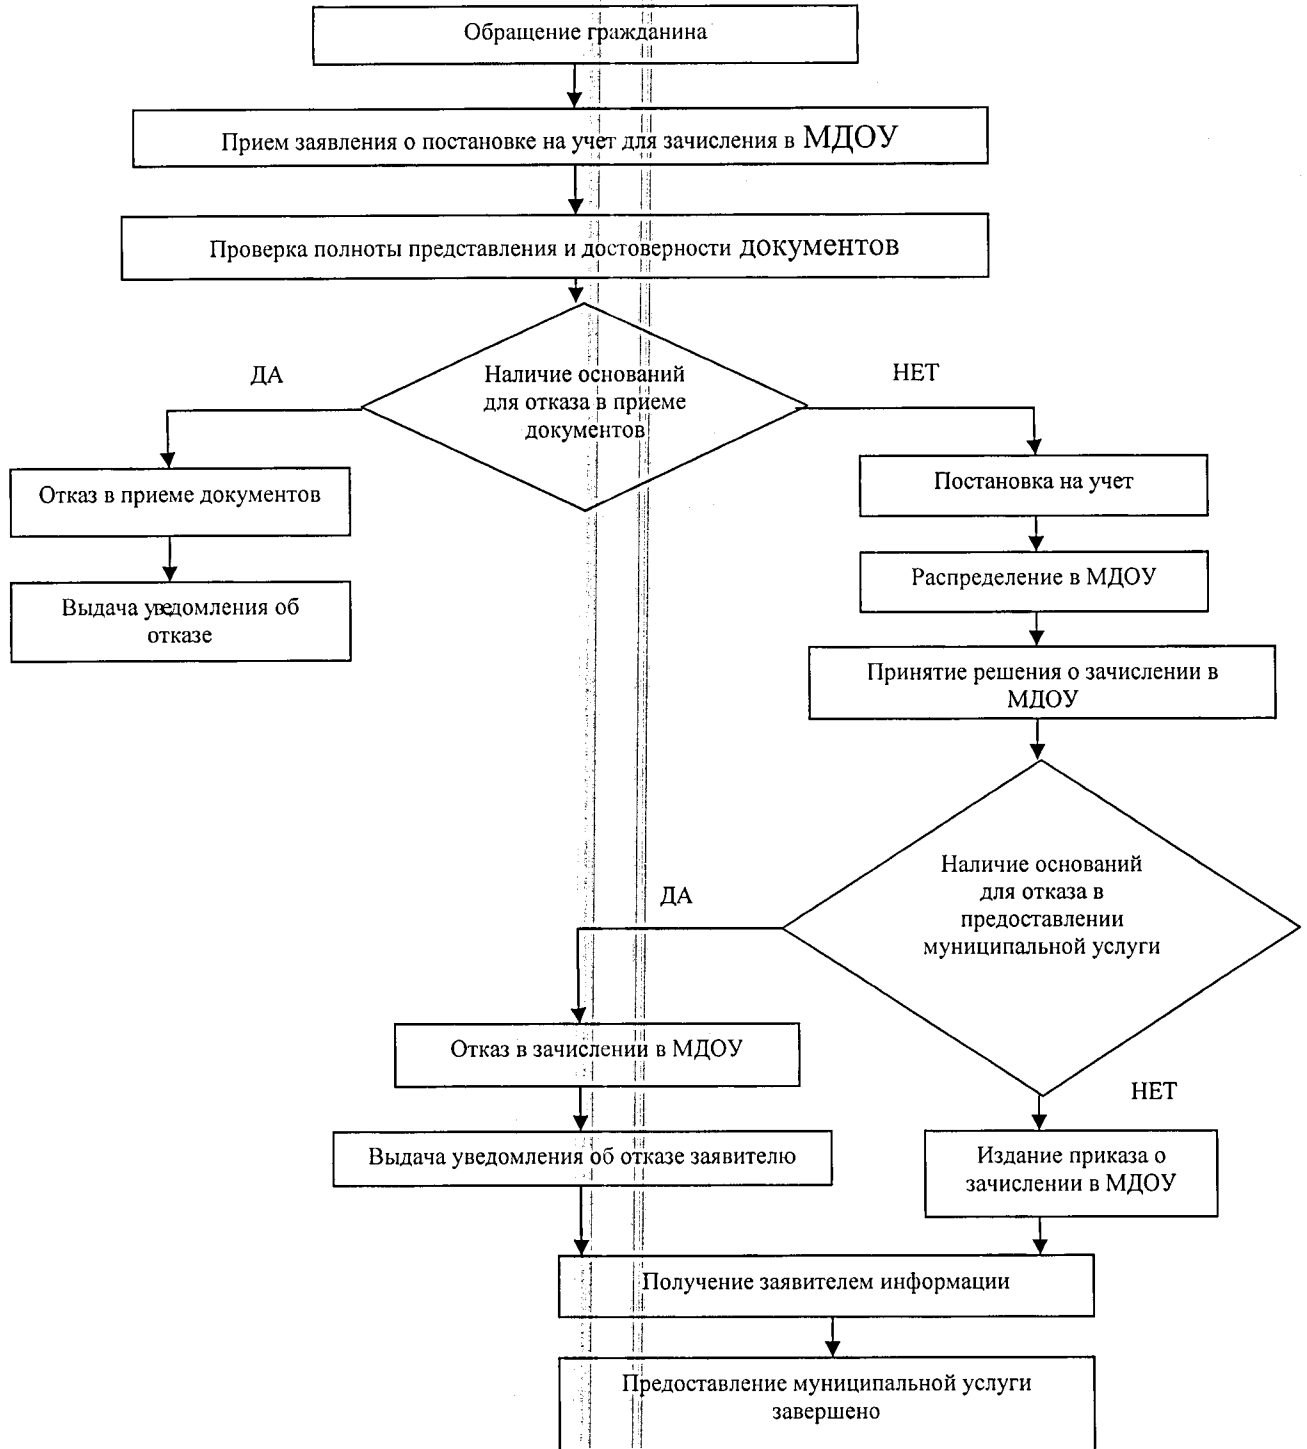 Обращение гражданина
Прием заявления о постановке на учет для зачисления в МДОУ
Проверка полноты представления и достоверности документов
ДА
НЕТ
Наличие оснований
для отказа в приеме
документов
Отказ в приеме документов
Выдача уведомления об
отказе
Постановка на учет
Распределение в МДОУ
Принятие решения о зачислении в
МДОУ
Наличие оснований
для отказа в
предоставлении
муниципальной услуги
ДА
НЕТ
Отказ в зачислении в МДОУ
Выдача уведомления об отказе заявителю
Издание приказа о
зачислении в МДОУ
Получение заявителем информации
Предоставление муниципальной услуги
завершено